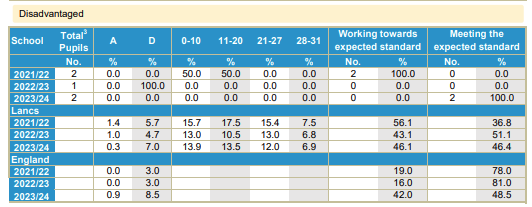 Disadvantaged
School Total³ Pupils A D 0-10 11-20 21-27 28-31 Working towards expected standard Meeting the expected standard
No. % % % % % % No. % No. %
2021/22 2 0.0 0.0 50.0 50.0 0.0 0.0 2 100.0 0 0.0
2022/23 1 0.0 100.0 0.0 0.0 0.0 0.0 0 0.0 0 0.0
2023/24 2 0.0 0.0 0.0 0.0 0.0 0.0 0 0.0 2 100.0
Lancs
2021/22 1.4 5.7 15.7 17.5 15.4 7.5 56.1 36.8
2022/23 1.0 4.7 13.0 10.5 13.0 6.8 43.1 51.1
2023/24 0.3 7.0 13.9 13.5 12.0 6.9 46.1 46.4
England
2021/22 0.0 3.0 19.0 78.0
2022/23 0.0 3.0 16.0 81.0
2023/24 0.9 8.5 42.0 48.5